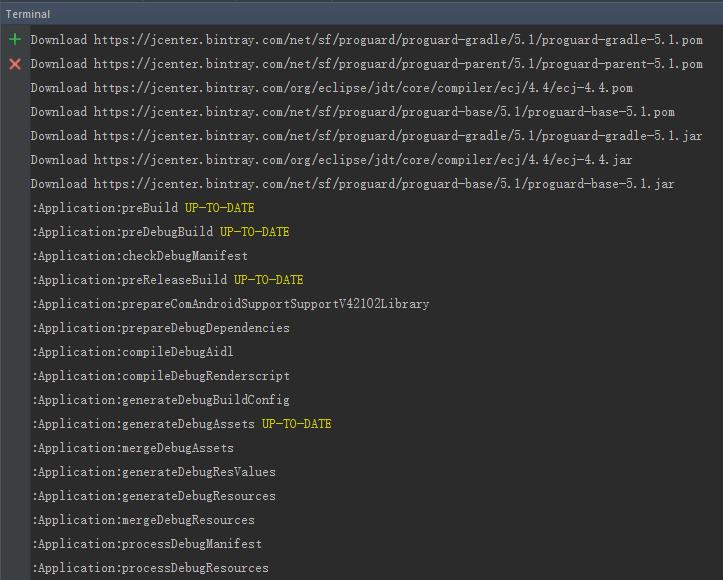 Terminal
Download https://jcenter.bintray.com/net/sf/proguard/proguard-gradle/5.1/proguard-gradle-5.1.pom
Download https://jcenter.bintray.com/net/sf/proguard/proguard-parent/5.1/proguard-parent-5.1.pom
Download https://jcenter.bintray.com/org/eclipse/jdt/core/compiler/ecj/4.4/ecj-4.4.pom
Download https://jcenter.bintray.com/net/sf/proguard/proguard-base/5.1/proguard-base-5.1.pom
Download https://jcenter.bintray.com/net/sf/proguard/proguard-gradle/5.1/proguard-gradle-5.1.jar
Download https://jcenter.bintray.com/org/eclipse/jdt/core/compiler/ecj/4.4/ecj-4.4.jar
Download https://jcenter.bintray.com/net/sf/proguard/proguard-base/5.1/proguard-base-5.1.jar
:Application:preBuild UP-TO-DATE
:Application:preDebugBuild UP-TO-DATE
:Application:checkDebugManifest
:Application:preReleaseBuild UP-TO-DATE
:Application:prepareComAndroidSupportSupportV42102Library
:Application:prepareDebugDependencies
:Application:compileDebugAidl
:Application:compileDebugRenderscript
:Application:generateDebugBuildConfig
:Application:generateDebugAssets UP-TO-DATE
:Application:mergeDebugAssets
:Application:generateDebugResValues
:Application:generateDebugResources
:Application:mergeDebugResources
:Application:processDebugManifest
:Application:processDebugResources